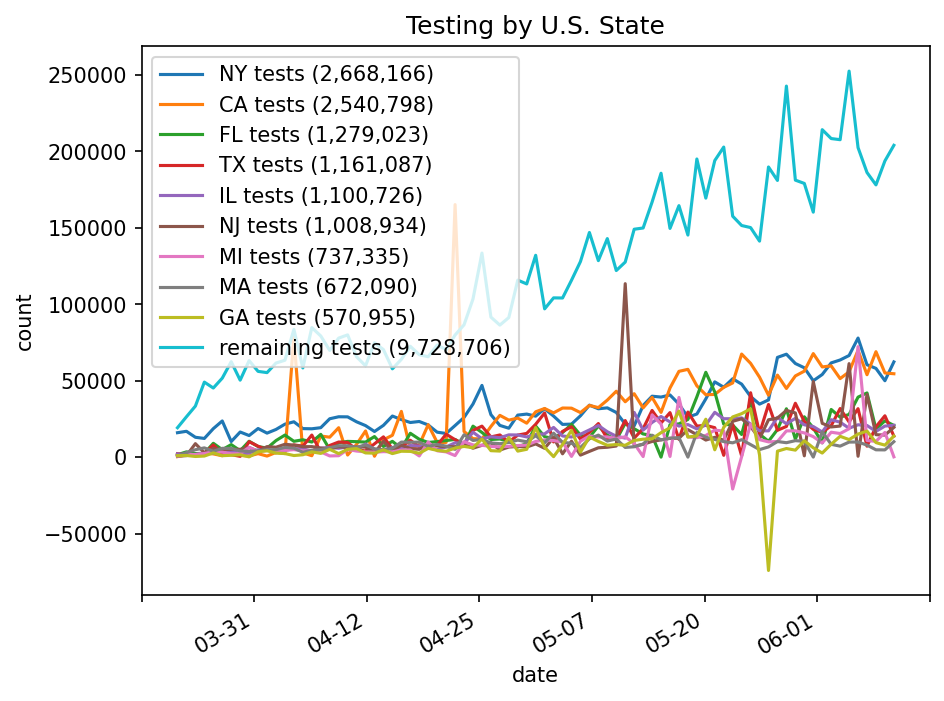 Testing by U.S. State
250000
200000
150000
100000
50000
0
−50000
count
NY tests (2,668,166)
CA tests (2,540,798)
FL tests (1,279,023)
TX tests (1,161,087)
IL tests (1,100,726)
NJ tests (1,008,934)
MI tests (737,335)
MA tests (672,090)
GA tests (570,955)
remaining tests (9,728,706)
03-31
04-12
04-25
05-07
05-20
06-01
date